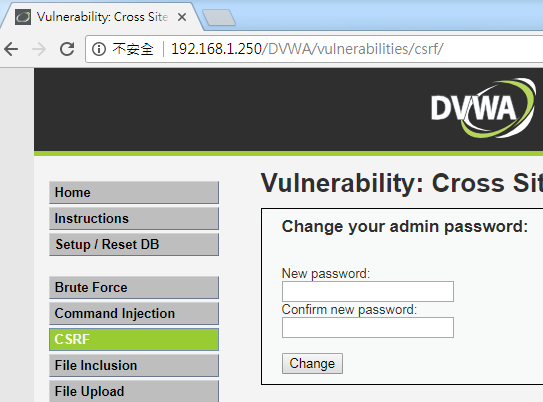 Vulnerability: Cross Site
不安全 192.168.1.250/DVWA/vulnerabilities/csrf/
DVWA
Home
Instructions
Setup / Reset DB
Brute Force
Command Injection
CSRF
File Inclusion
File Upload
Vulnerability: Cross Sit
Change your admin password:
New password:
Confirm new password:
Change